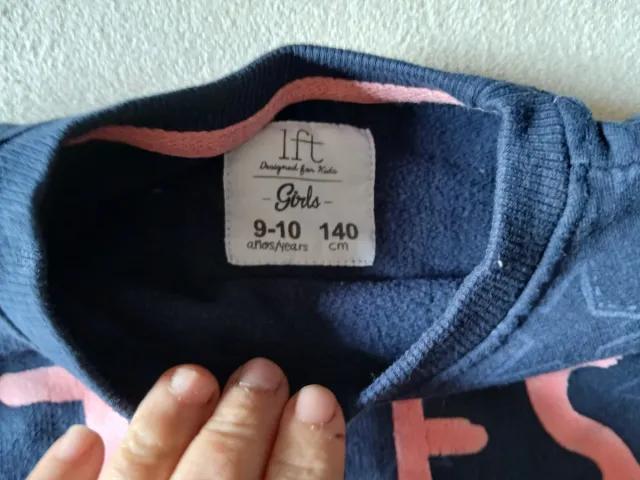 lft
Designed for Kids
- Girls -
9-10 140
años/years cm